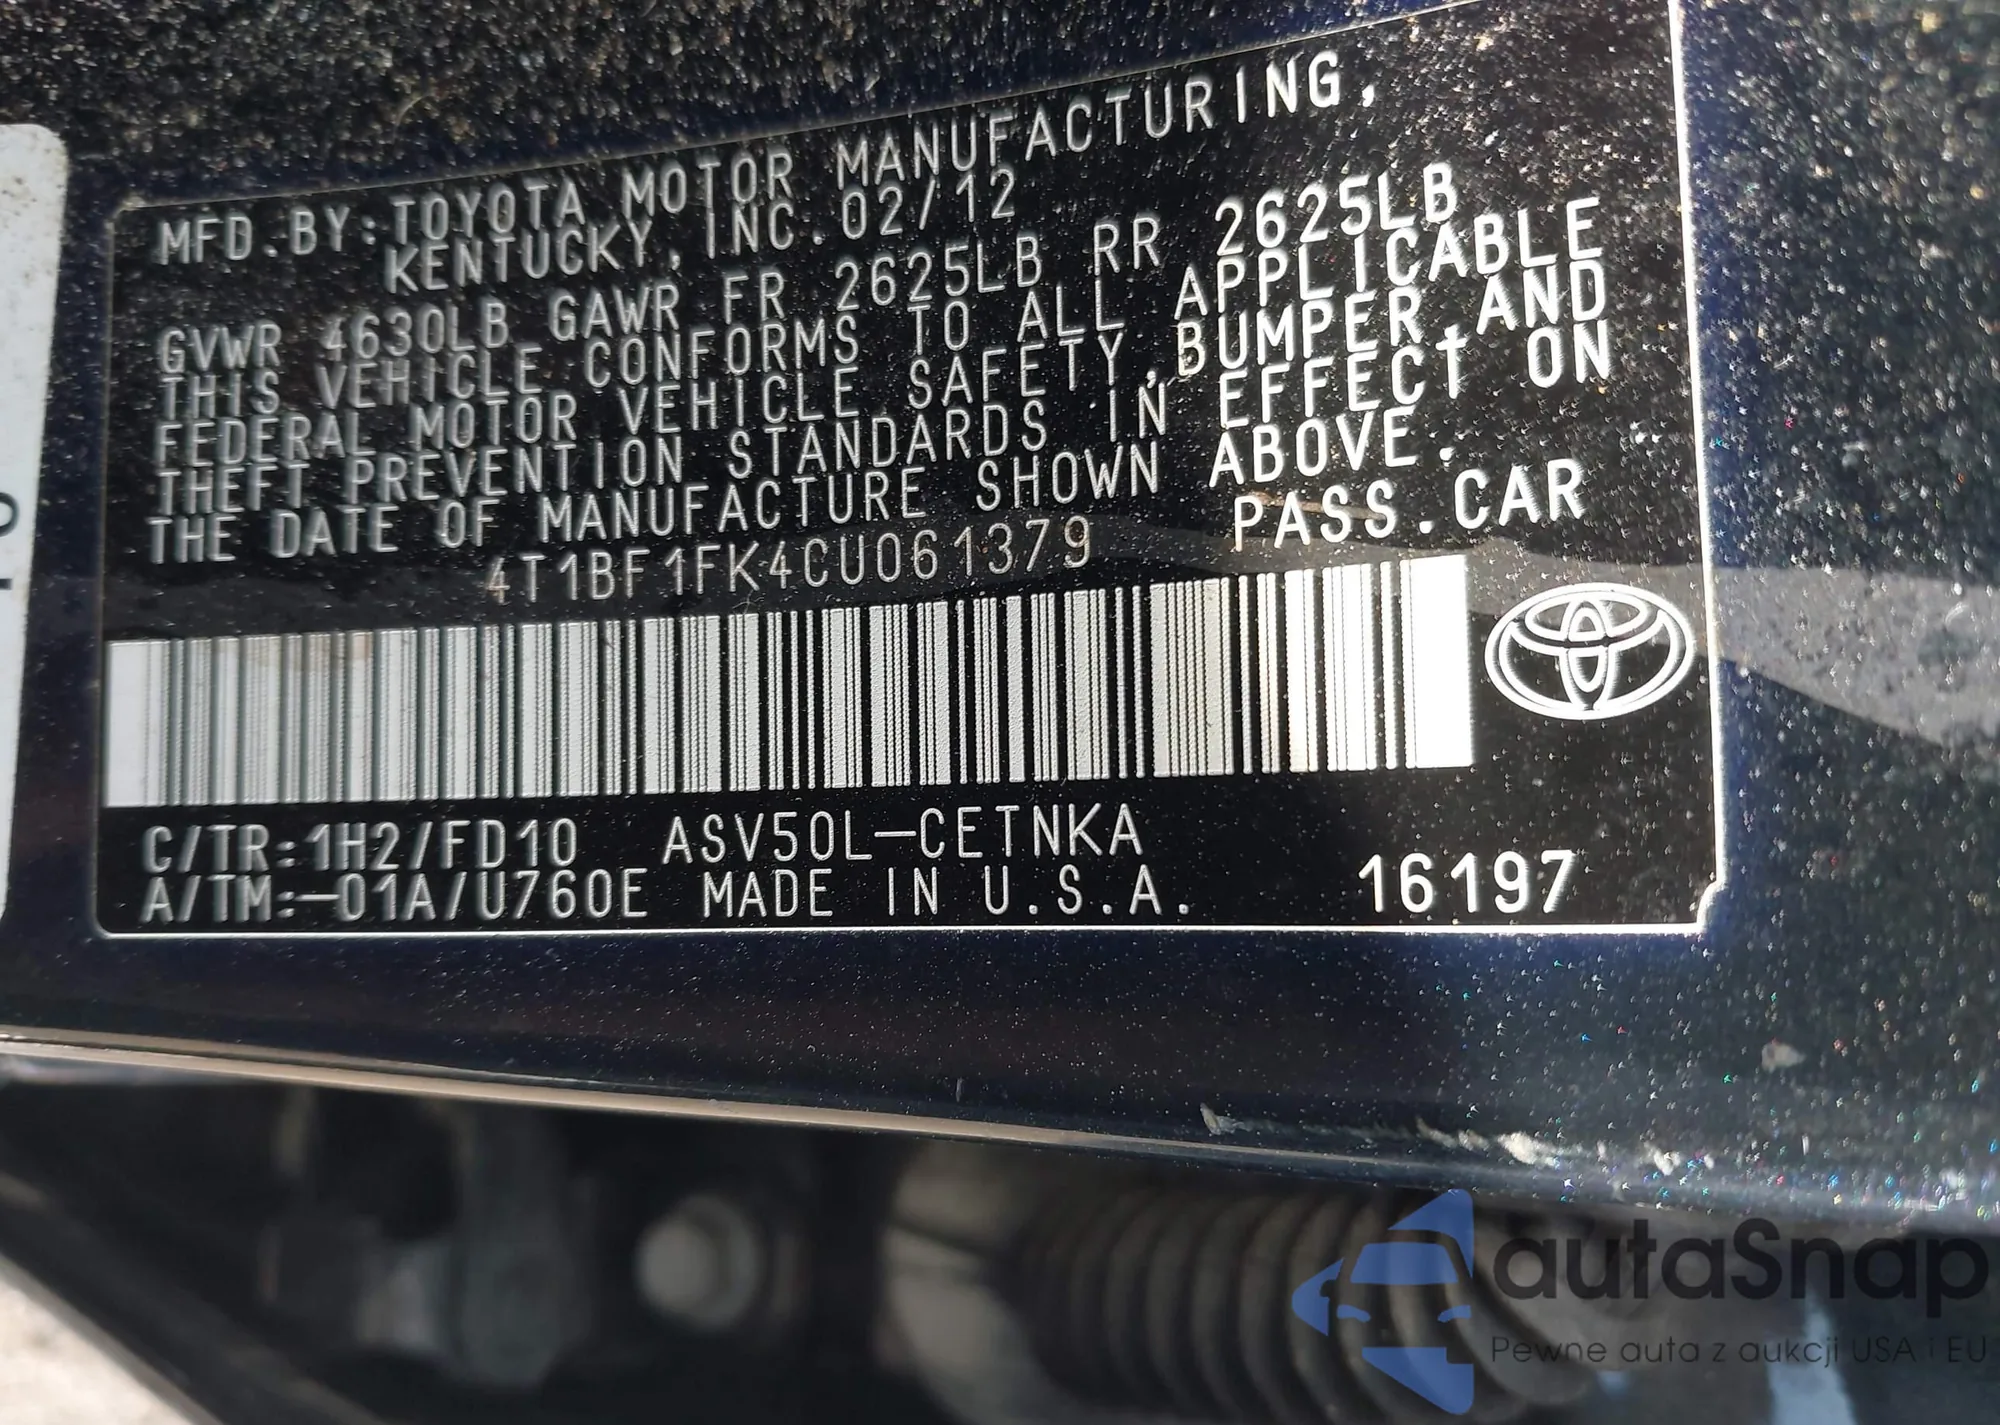 MFD.BY:TOYOTA MOTOR MANUFACTURING,
KENTUCKY, INC. 02/12
GVWR 4630LB GAWR FR 2625LB RR 2625LB
THIS VEHICLE CONFORMS TO ALL APPLICABLE
FEDERAL MOTOR VEHICLE SAFETY,BUMPER,AND
THEFT PREVENTION STANDARDS IN EFFECT ON
THE DATE OF MANUFACTURE SHOWN ABOVE.
4T1BF1FK4CU061379 PASS.CAR
C/TR:1H2/FD10 ASV50L-CETNKA
A/TM:-01A/U760E MADE IN U.S.A. 16197
autaSnap
Pewne auta z aukcji USA i EU